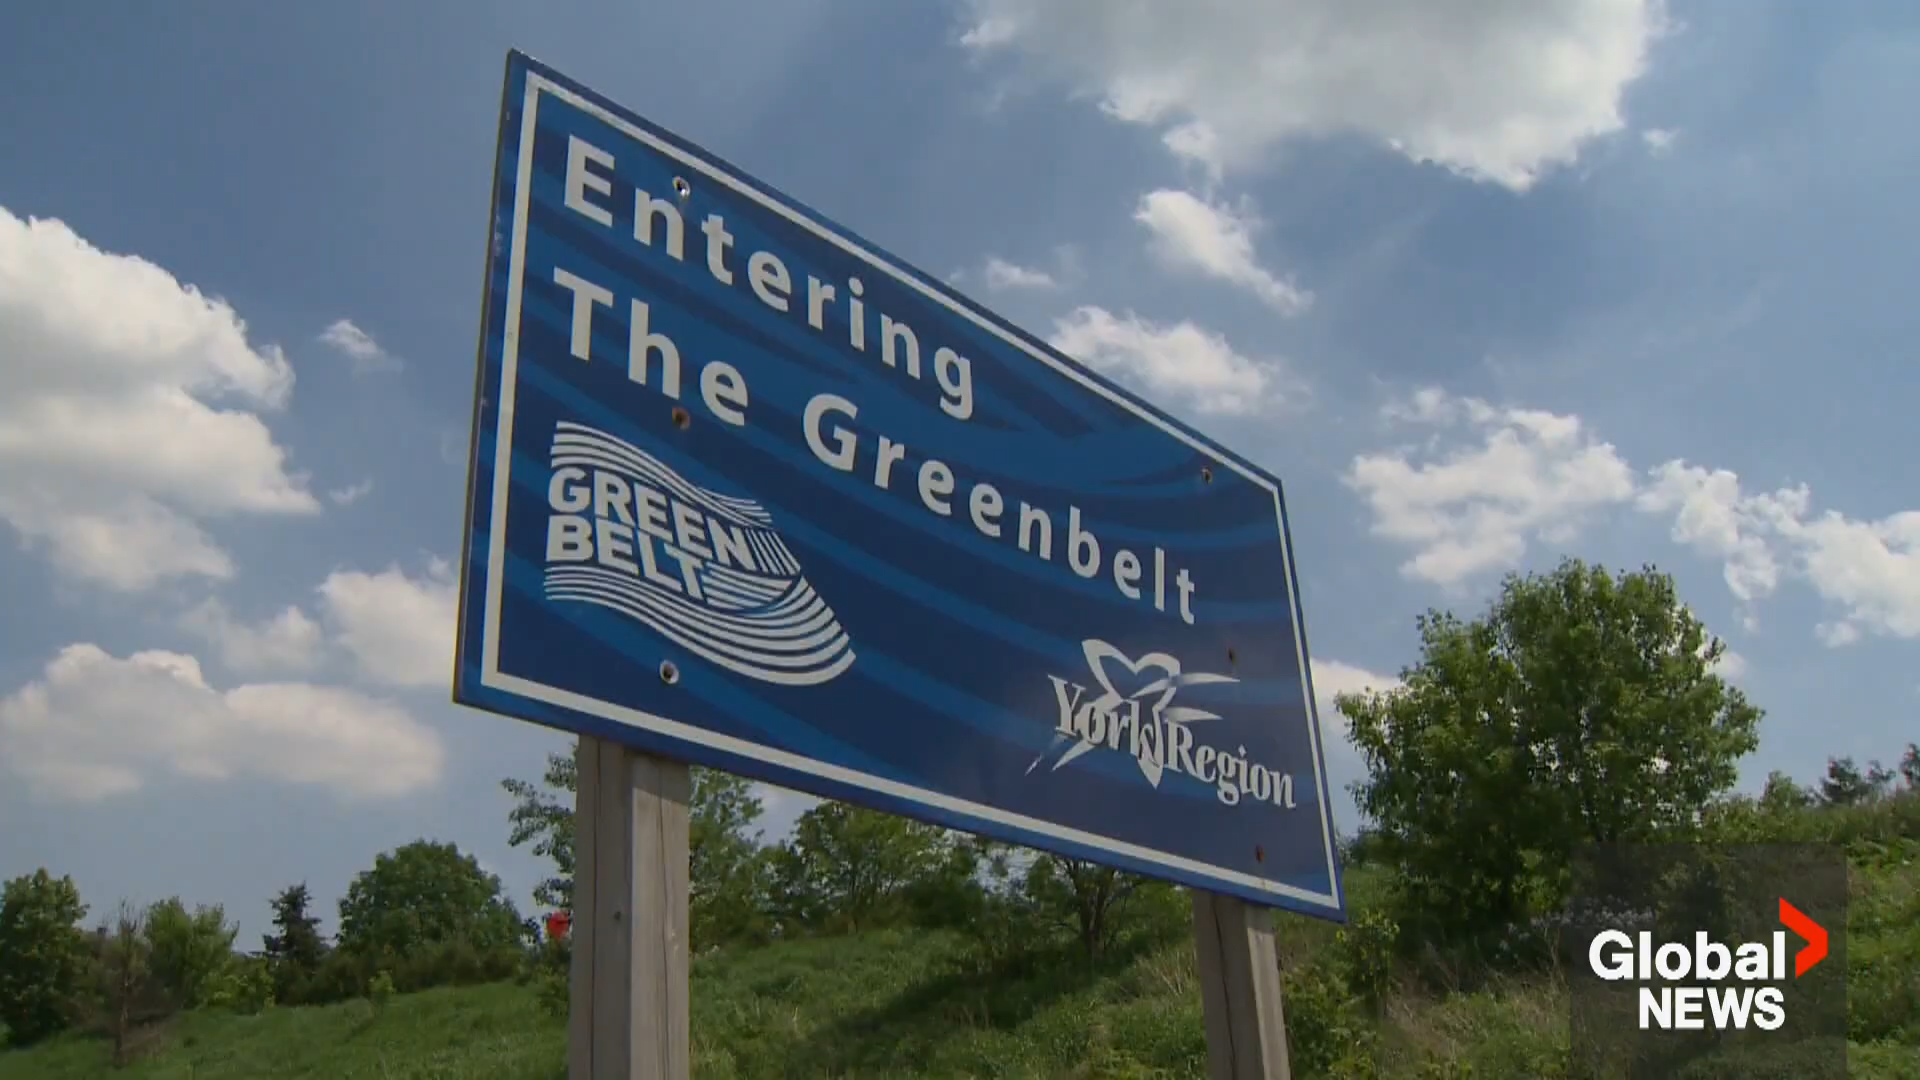 Entering
The Greenbelt
GREEN
BELT
York Region
Global
NEWS